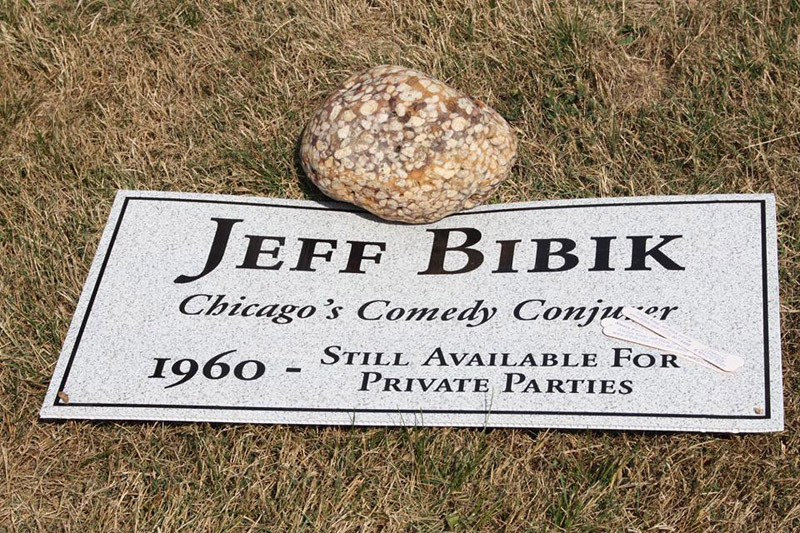 JEFF BIBIK
Chicago's Comedy Conjurer
1960 - STILL AVAILABLE FOR
PRIVATE PARTIES